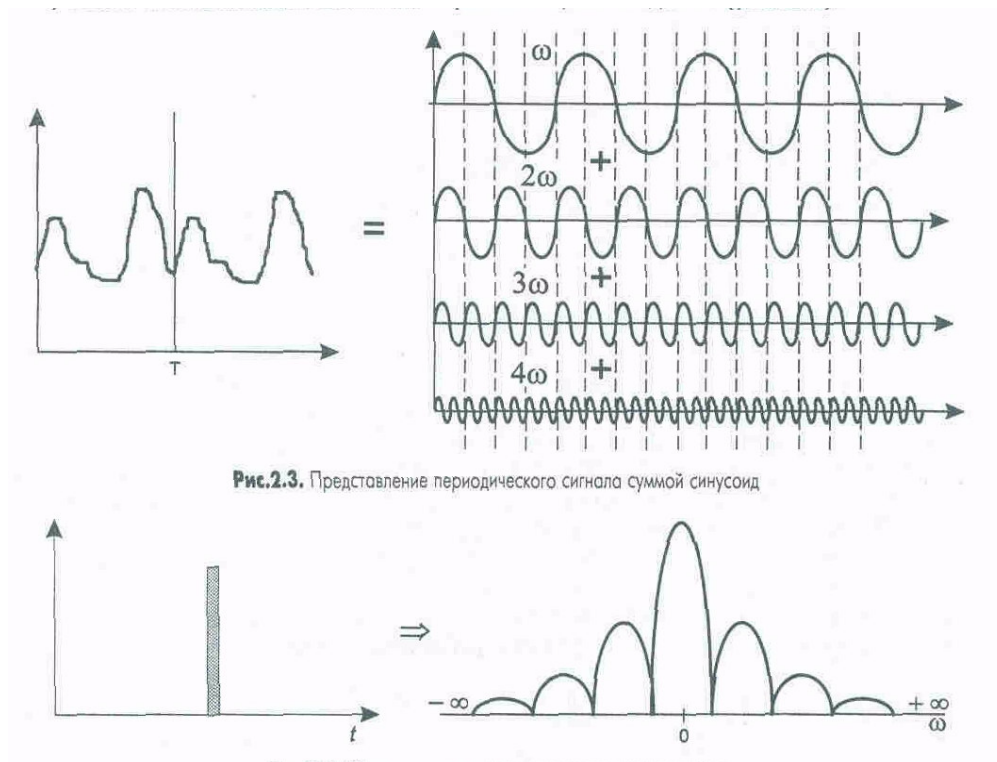 ω
+
2ω
=
+
3ω
T
+
4ω
Рис.2.3. Представление периодического сигнала суммой синусоид
⇒
− ∞
+ ∞
t
0
ω